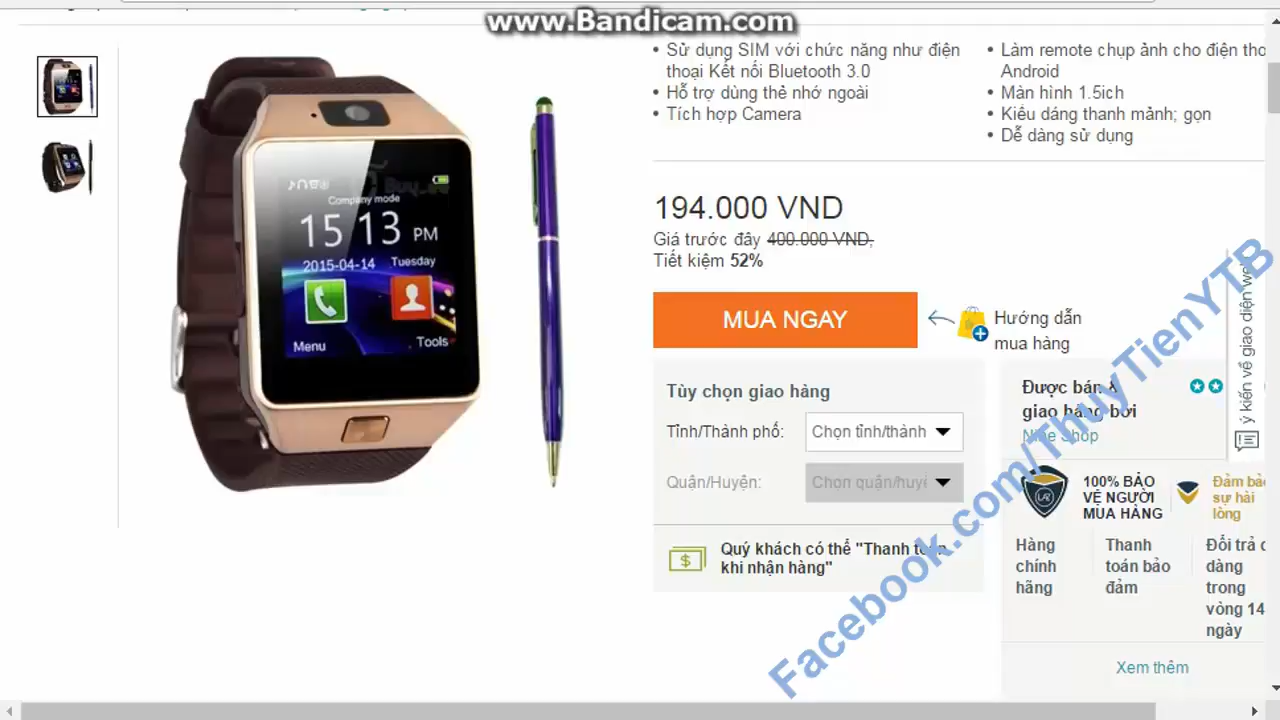 www.Bandicam.com
• Sử dụng SIM với chức năng như điện
thoại Kết nối Bluetooth 3.0
• Hỗ trợ dùng thẻ nhớ ngoài
• Tích hợp Camera
• Làm remote chụp ảnh cho điện tho
Android
• Màn hình 1.5ich
• Kiểu dáng thanh mảnh; gọn
• Dễ dàng sử dụng
Company mode
15 13 PM
2015-04-14 Tuesday
Menu Tools
194.000 VND
Giá trước đây 400.000 VND,
Tiết kiệm 52%
MUA NGAY
Hướng dẫn
mua hàng
Tùy chọn giao hàng
Tỉnh/Thành phố: Chọn tỉnh/thành
Quận/Huyện: Chọn quận/huyệ
Quý khách có thể "Thanh toán
khi nhận hàng"
Được bán &
giao hàng bởi
Nine Shop
100% BẢO
VỆ NGƯỜI
MUA HÀNG
Đảm bảo
sự hài
lòng
Hàng
chính
hãng
Thanh
toán bảo
đảm
Đổi trả d
dàng
trong
vòng 14
ngày
Xem thêm
ý kiến về giao diện we
Facebook.com/ThuyTienYTB